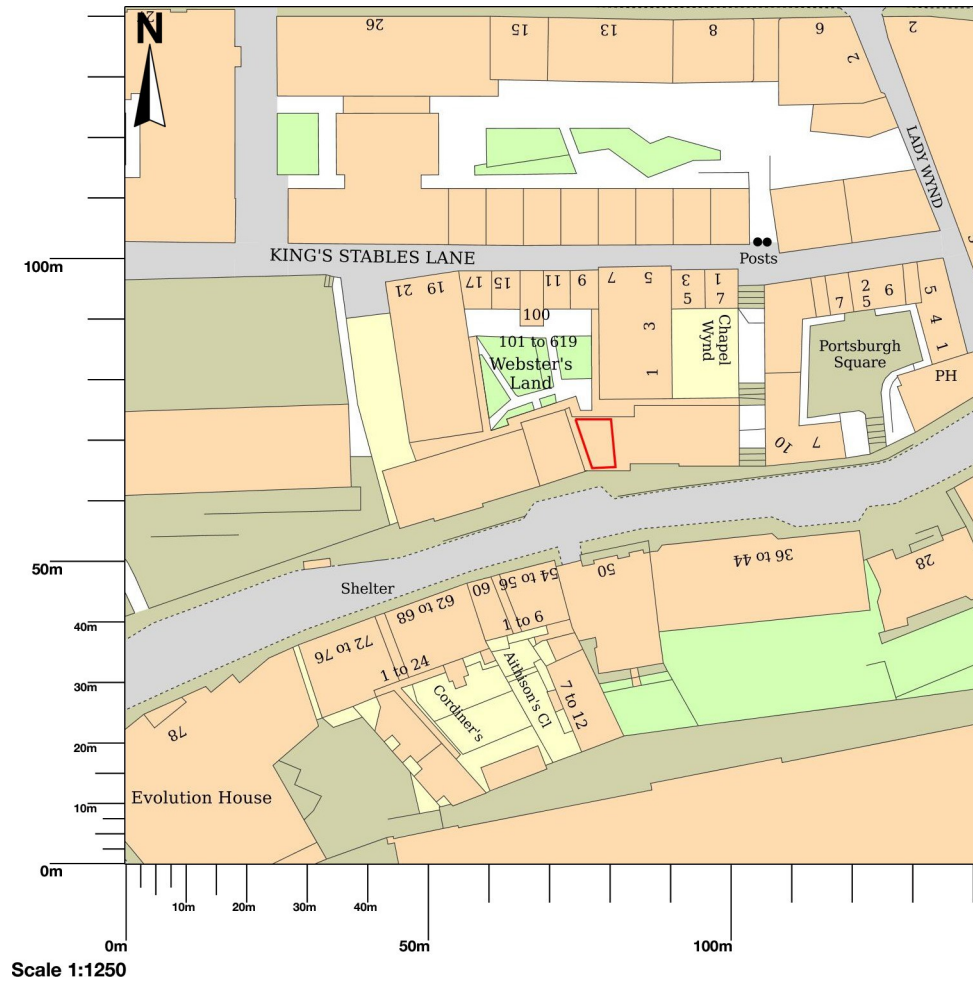 21
N
26
15
13
8
6
2
2
LADY WYND
KING'S STABLES LANE
Posts
100m
21
19
17
15
11
9
7
5
3
5
1
7
7
2
5
6
5
4
1
100
3
1
Chapel
Wynd
101 to 619
Webster's
Land
Portsburgh
Square
PH
10
7
50m
Shelter
50
36 to 44
28
54 to 56
60
62 to 68
72 to 76
1 to 9
1 to 24
40m
30m
20m
10m
0m
Cordiner's
Aithison's Cl
7 to 12
78
Evolution House
10m
20m
30m
40m
0m
50m
100m
Scale 1:1250